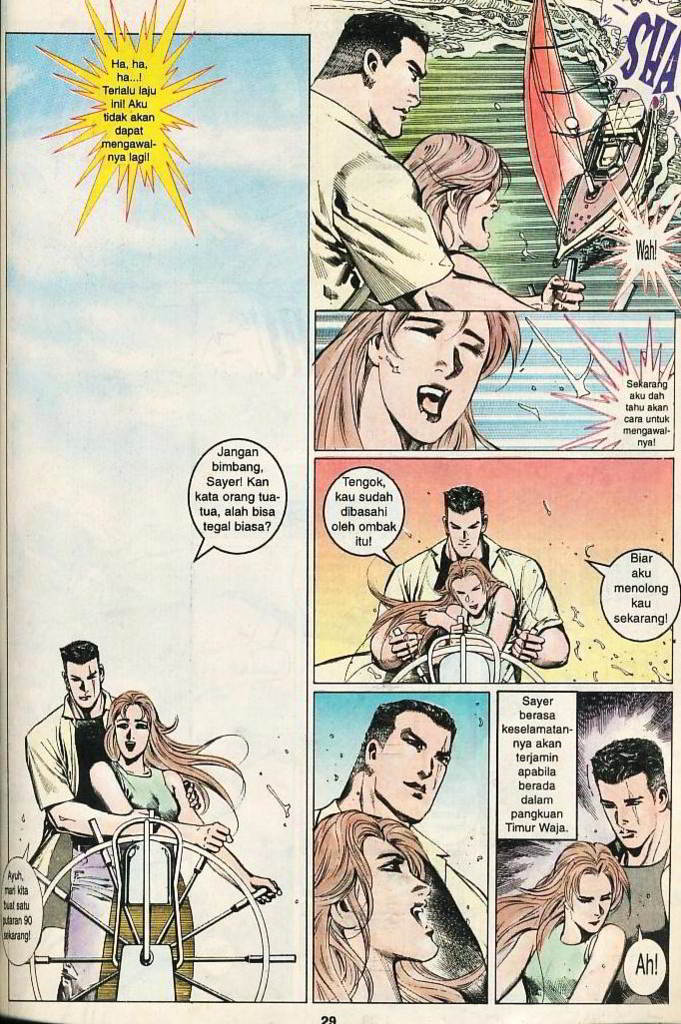 Ha, ha,
ha...!
Terlalu laju
ini! Aku
tidak akan
dapat
mengawal-
nya lagi!
Jangan
bimbang,
Sayer! Kan
kata orang tua-
tua, alah bisa
tegal biasa?
Ayuh,
mari kita
buat satu
putaran 90
sekarang!
SHA
Wah!
Sekarang
aku dah
tahu akan
cara untuk
mengawal-
nya!
Tengok,
kau sudah
dibasahi
oleh ombak
itu!
Biar
aku
menolong
kau
sekarang!
Sayer
berasa
keselamatan-
nya akan
terjamin
apabila
berada
dalam
pangkuan
Timur Waja.
Ah!
29